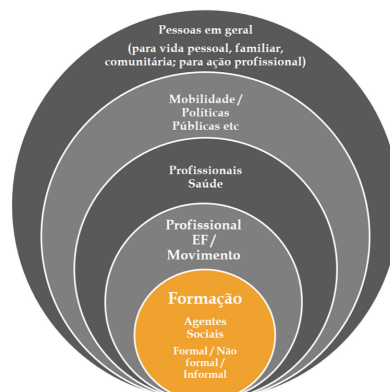 Pessoas em geral
(para vida pessoal, familiar,
comunitária; para ação profissional)
Mobilidade/
Políticas
Públicas etc
Profissionais
Saúde
Profissional
EF/
Movimento
Formação
Agentes
Sociais
Formal/Não
formal/
Informal